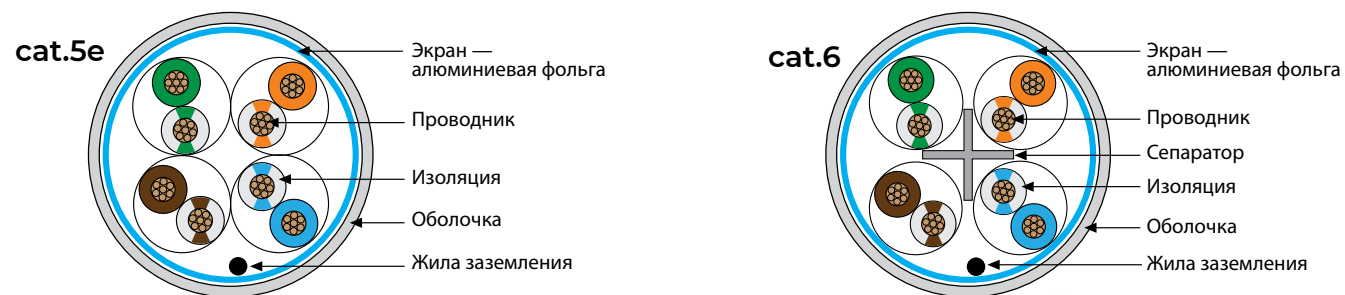 cat.5e
Экран —
алюминиевая фольга
Проводник
Изоляция
Оболочка
Жила заземления
cat.6
Экран —
алюминиевая фольга
Проводник
Сепаратор
Изоляция
Оболочка
Жила заземления